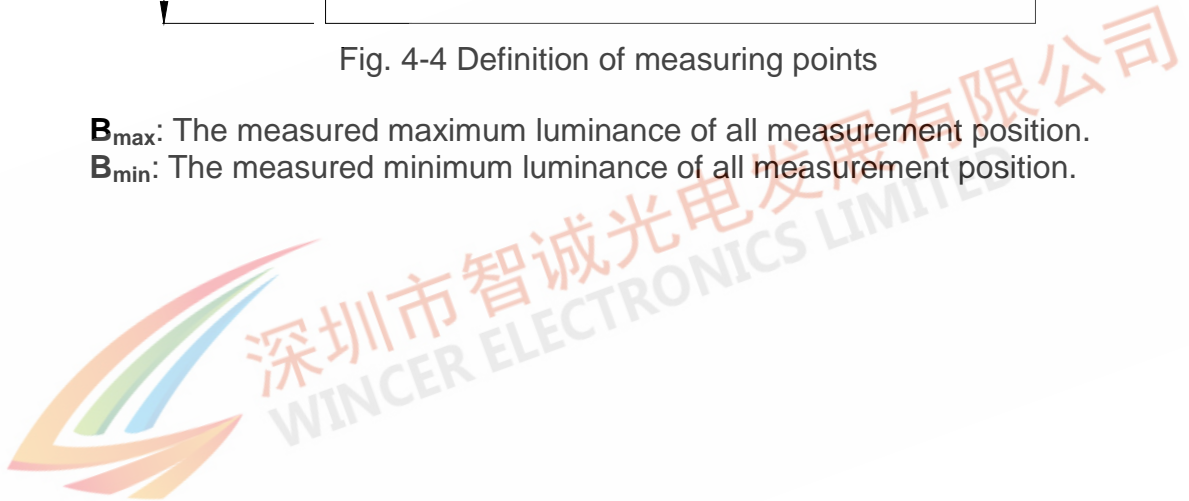 Fig. 4-4 Definition of measuring points
Bmax: The measured maximum luminance of all measurement position.
Bmin: The measured minimum luminance of all measurement position.
深圳市智诚光电发展有限公司
WINCER ELECTRONICS LIMITED